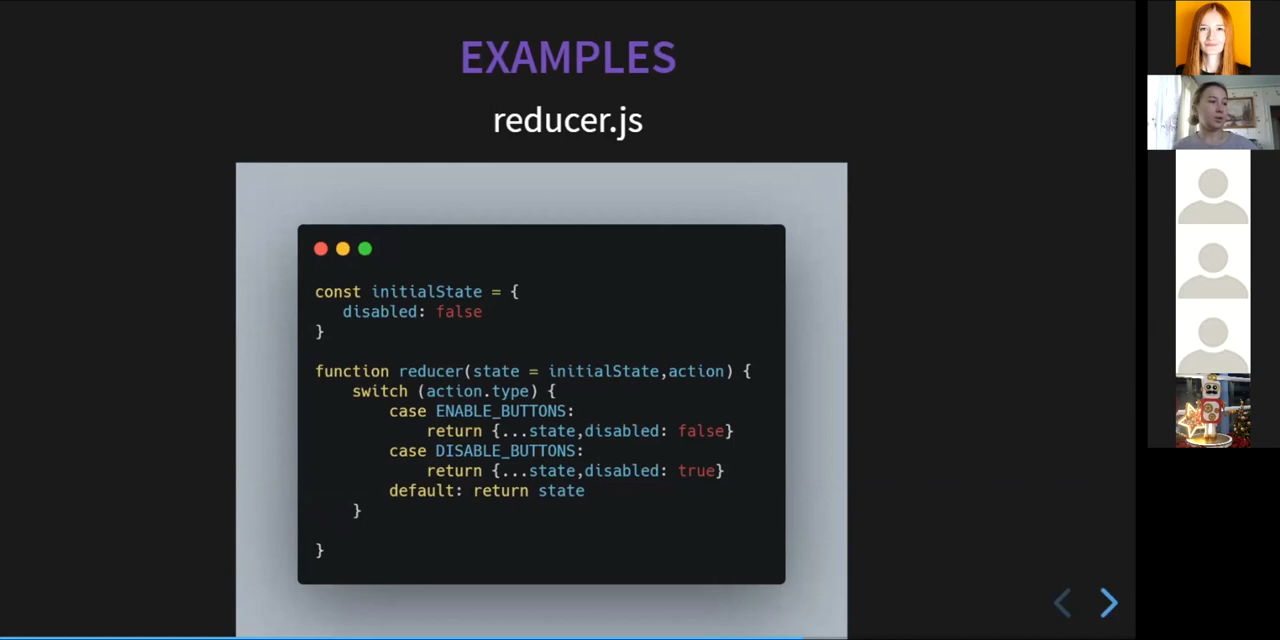 EXAMPLES
reducer.js
const initialState = {
disabled: false
}
function reducer(state = initialState,action) {
switch (action.type) {
case ENABLE_BUTTONS:
return {...state,disabled: false}
case DISABLE_BUTTONS:
return {...state,disabled: true}
default: return state
}
}